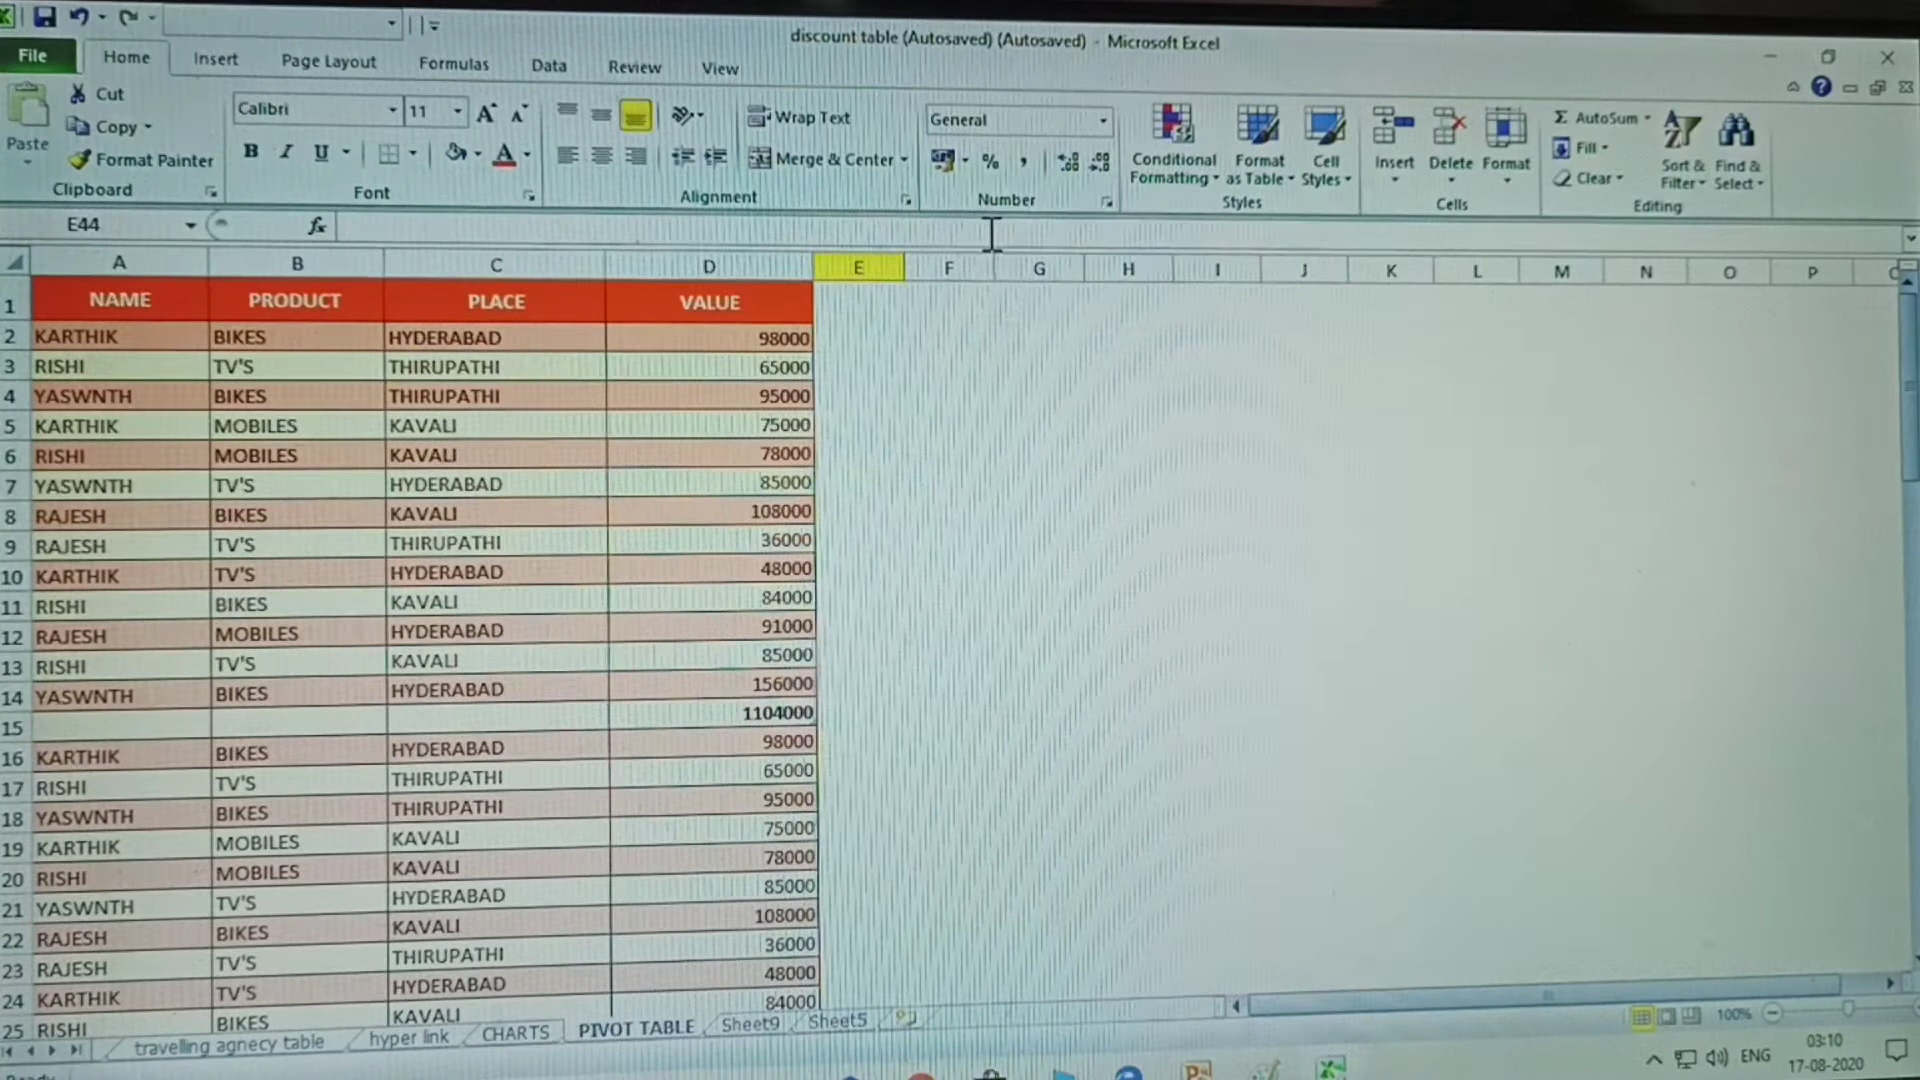 discount table (Autosaved) (Autosaved) - Microsoft Excel
File Home Insert Page Layout Formulas Data Review View
Paste
Cut
Copy
Format Painter
Clipboard
Calibri 11
B I U
Font
Wrap Text
Merge & Center
Alignment
General
%
Number
Conditional Formatting
Format as Table
Cell Styles
Styles
Insert Delete Format
Cells
Σ AutoSum
Fill
Clear
Sort & Filter
Find & Select
Editing
E44 fx
A B C D E F G H I J K L M N O P
1 NAME PRODUCT PLACE VALUE
2 KARTHIK BIKES HYDERABAD 98000
3 RISHI TV'S THIRUPATHI 65000
4 YASWNTH BIKES THIRUPATHI 95000
5 KARTHIK MOBILES KAVALI 75000
6 RISHI MOBILES KAVALI 78000
7 YASWNTH TV'S HYDERABAD 85000
8 RAJESH BIKES KAVALI 108000
9 RAJESH TV'S THIRUPATHI 36000
10 KARTHIK TV'S HYDERABAD 48000
11 RISHI BIKES KAVALI 84000
12 RAJESH MOBILES HYDERABAD 91000
13 RISHI TV'S KAVALI 85000
14 YASWNTH BIKES HYDERABAD 156000
15 1104000
16 KARTHIK BIKES HYDERABAD 98000
17 RISHI TV'S THIRUPATHI 65000
18 YASWNTH BIKES THIRUPATHI 95000
19 KARTHIK MOBILES KAVALI 75000
20 RISHI MOBILES KAVALI 78000
21 YASWNTH TV'S HYDERABAD 85000
22 RAJESH BIKES KAVALI 108000
23 RAJESH TV'S THIRUPATHI 36000
24 KARTHIK TV'S HYDERABAD 48000
25 RISHI BIKES KAVALI 84000
travelling agnecy table hyper link CHARTS PIVOT TABLE Sheet9 Sheet5
100%
ENG 03:10
17-08-2020